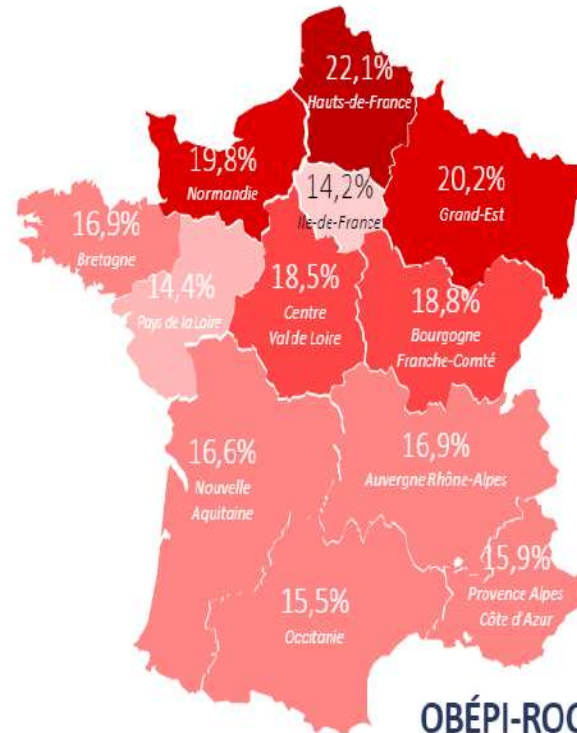 22,1%
Hauts-de-France
19,8%
Normandie
14,2%
Ile-de-France
20,2%
Grand-Est
16,9%
Bretagne
14,4%
Pays de la Loire
18,5%
Centre
Val de Loire
18,8%
Bourgogne
Franche-Comté
16,6%
Nouvelle
Aquitaine
16,9%
Auvergne Rhône-Alpes
15,9%
Provence Alpes
Côte d'Azur
15,5%
Occitanie
OBÉPI-ROC